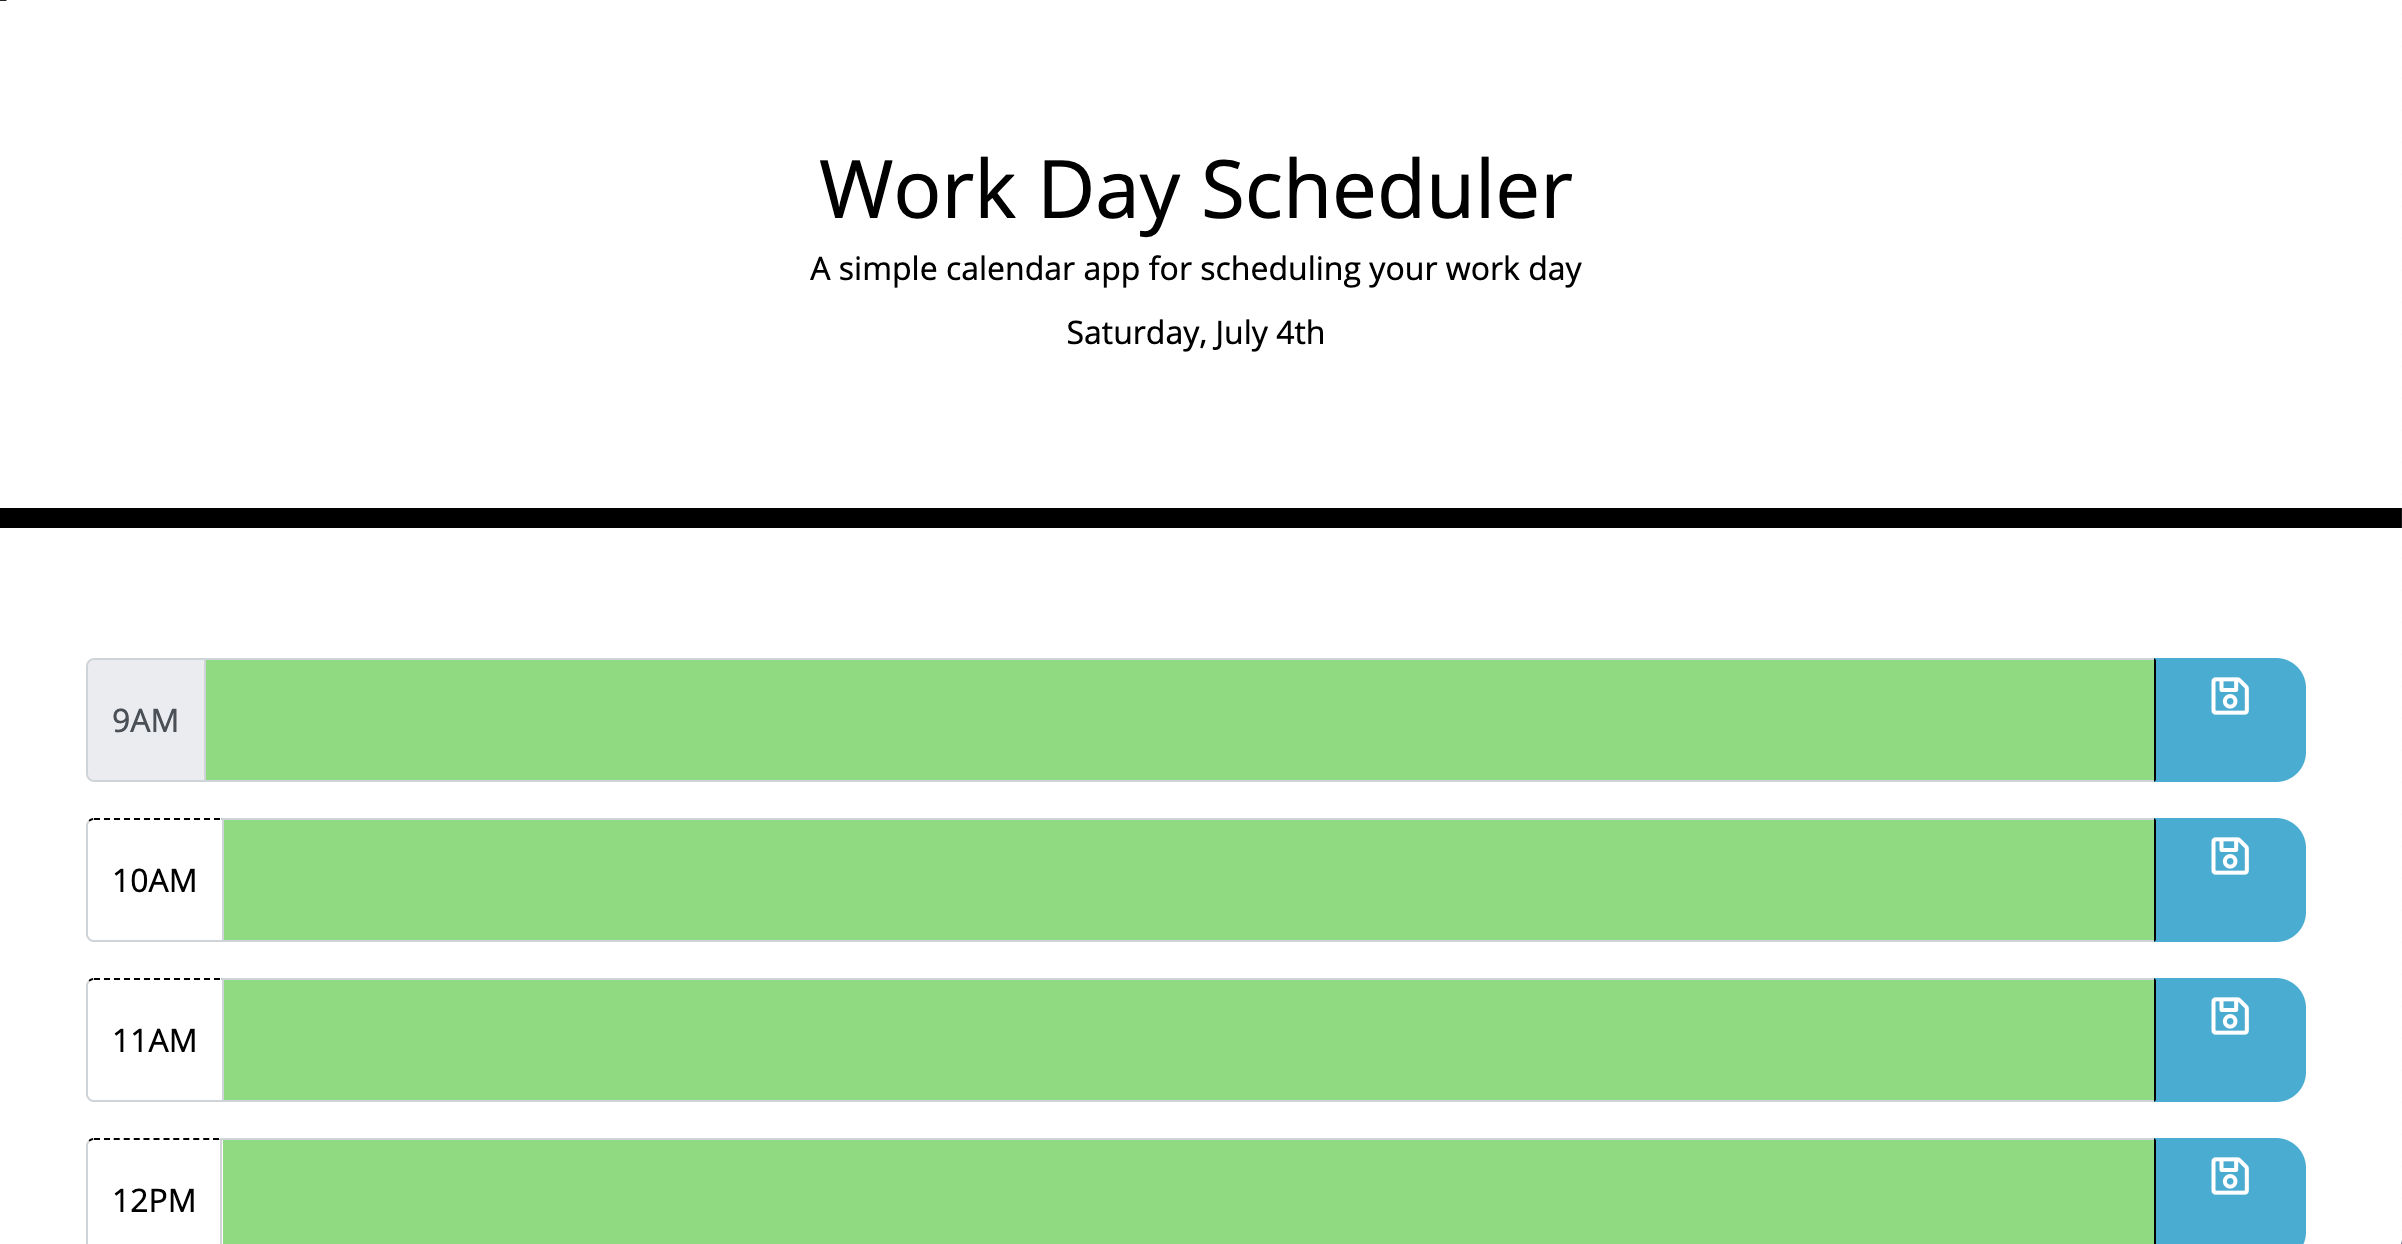 Work Day Scheduler
A simple calendar app for scheduling your work day
Saturday, July 4th
9AM
10AM
11AM
12PM